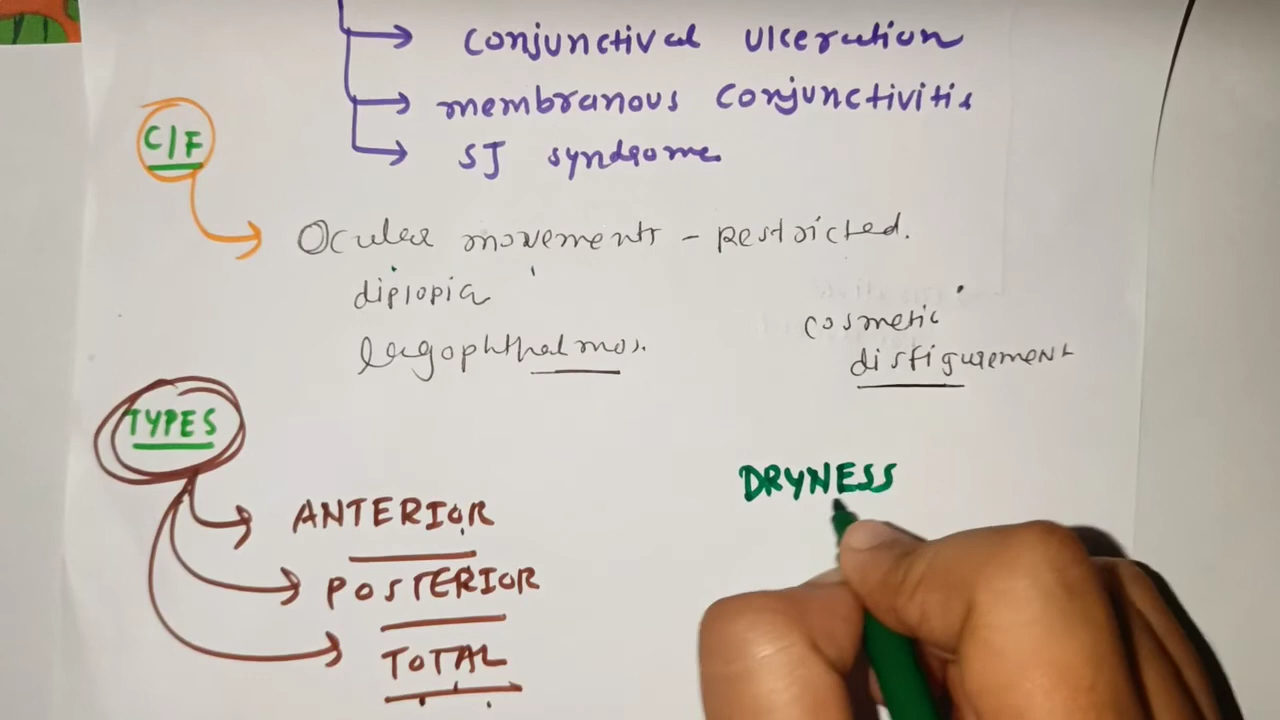 conjunctival ulceration
membranous conjunctivitis
SJ syndrome
C/F
Ocular movements - restricted.
diplopia
lagophthalmos.
cosmetic
disfigurement
TYPES
DRYNESS
ANTERIOR
POSTERIOR
TOTAL